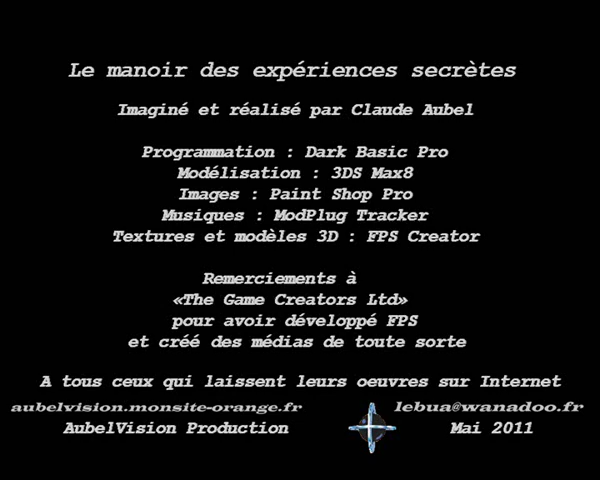 Le manoir des expériences secrètes
Imaginé et réalisé par Claude Aubel
Programmation : Dark Basic Pro
Modélisation : 3DS Max8
Images : Paint Shop Pro
Musiques : ModPlug Tracker
Textures et modèles 3D : FPS Creator
Remerciements à
«The Game Creators Ltd»
pour avoir développé FPS
et créé des médias de toute sorte
A tous ceux qui laissent leurs oeuvres sur Internet
aubelvision.monsite-orange.fr lebua@wanadoo.fr
AubelVision Production Mai 2011